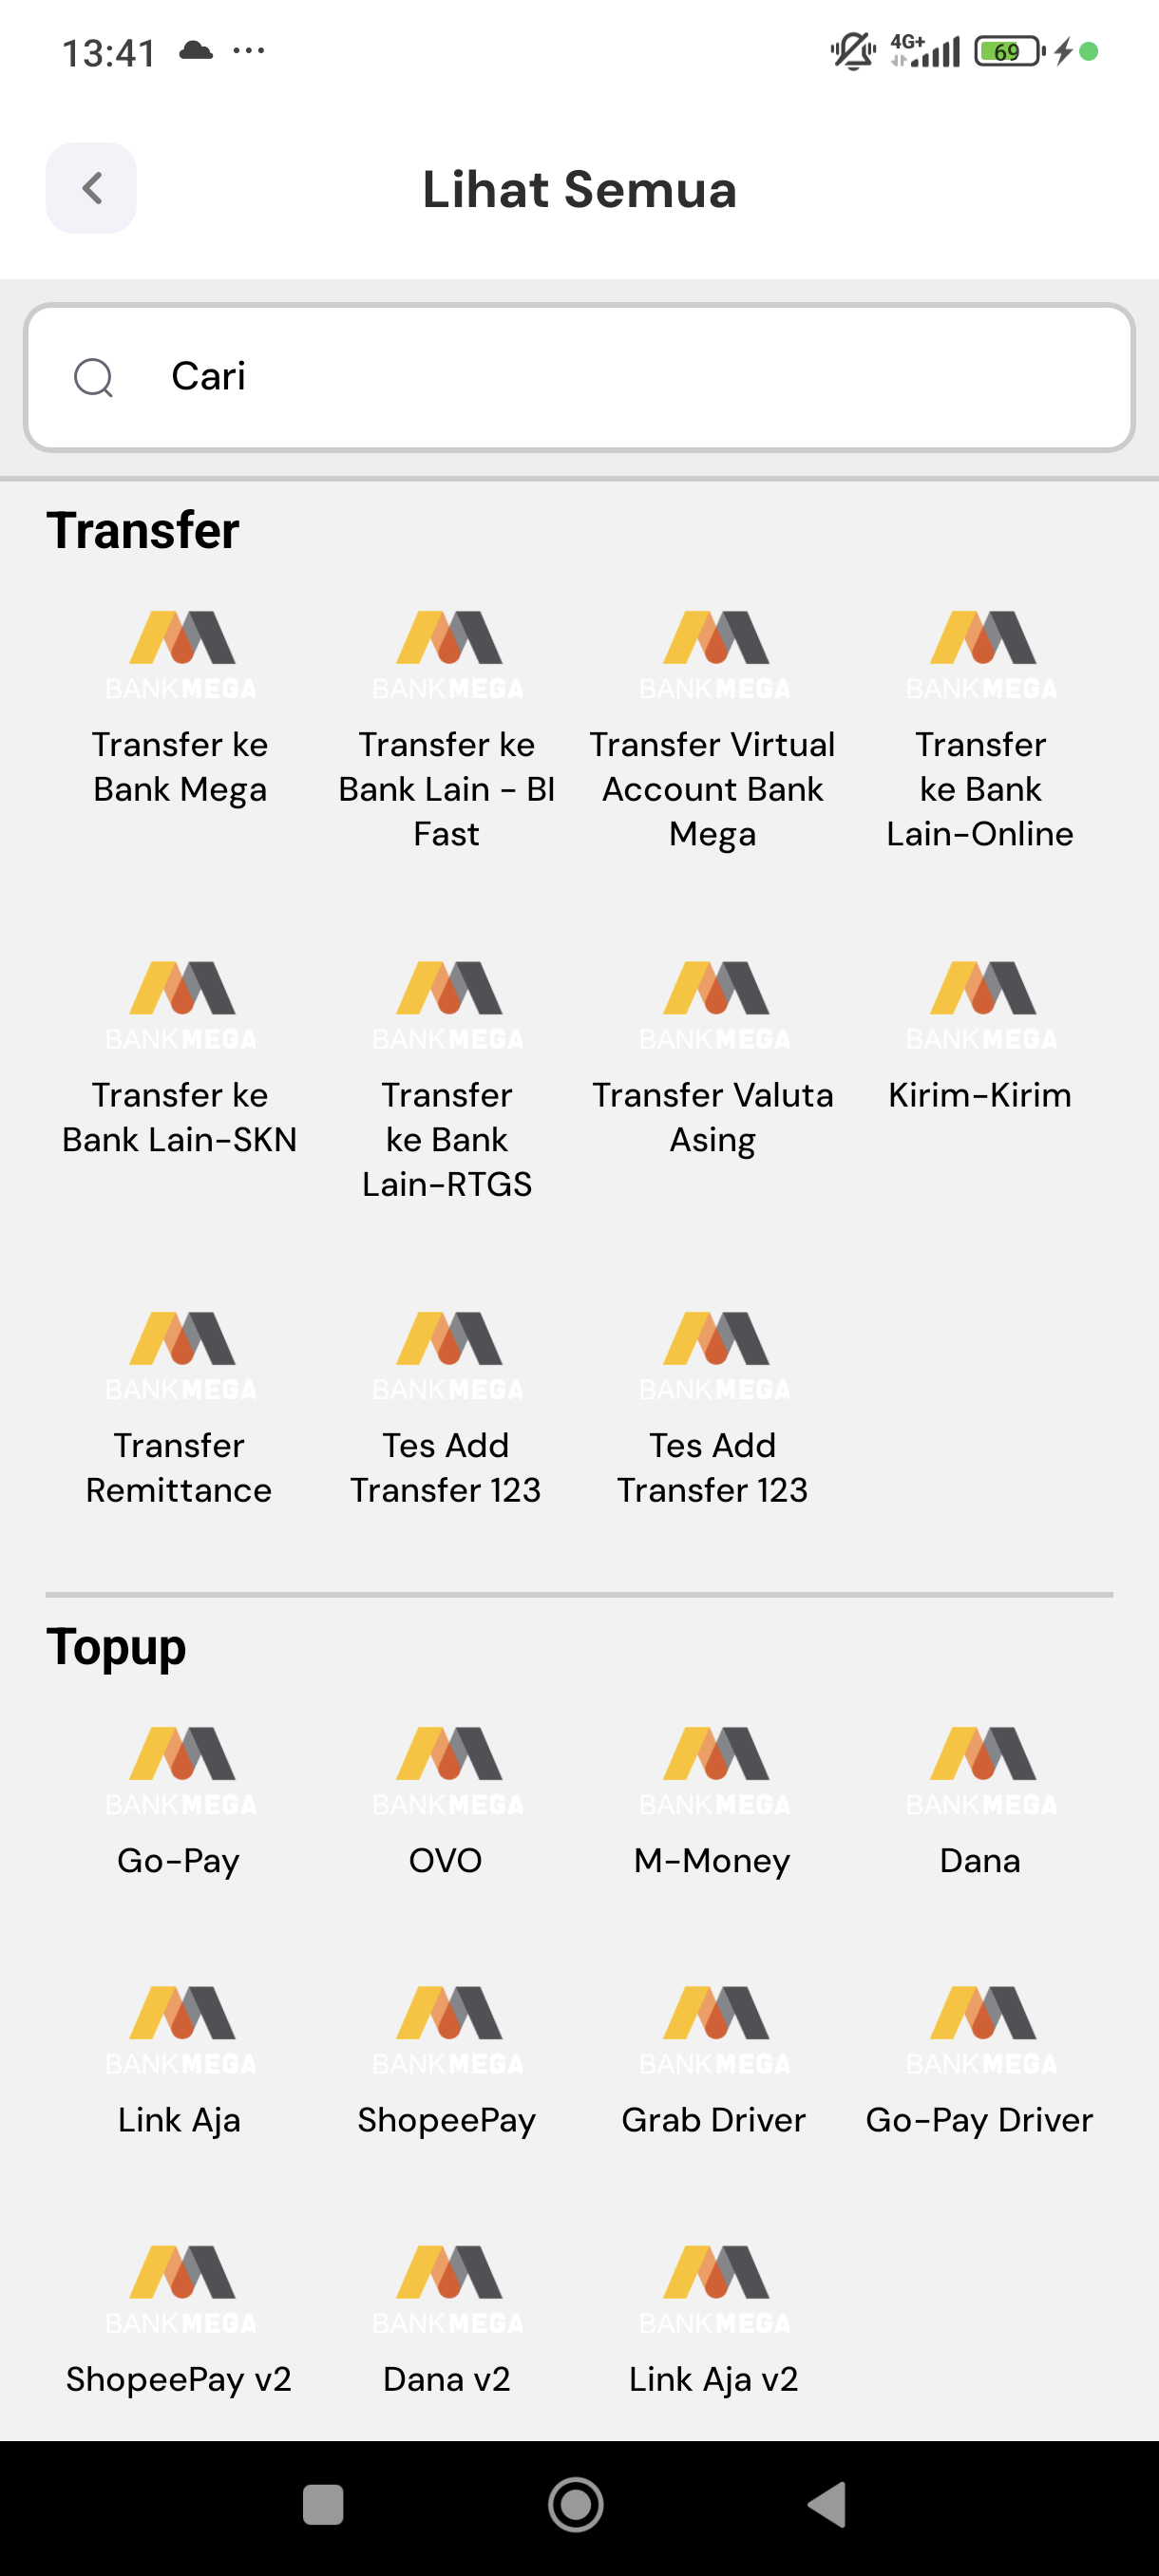 13:41
4G+
69
Lihat Semua
Cari
Transfer
BANKMEGA BANKMEGA BANKMEGA BANKMEGA
Transfer ke
Bank Mega
Transfer ke
Bank Lain - BI
Fast
Transfer Virtual
Account Bank
Mega
Transfer
ke Bank
Lain-Online
BANKMEGA BANKMEGA BANKMEGA BANKMEGA
Transfer ke
Bank Lain-SKN
Transfer
ke Bank
Lain-RTGS
Transfer Valuta
Asing
Kirim-Kirim
BANKMEGA BANKMEGA BANKMEGA
Transfer
Remittance
Tes Add
Transfer 123
Tes Add
Transfer 123
Topup
BANKMEGA BANKMEGA BANKMEGA BANKMEGA
Go-Pay
OVO
M-Money
Dana
BANKMEGA BANKMEGA BANKMEGA BANKMEGA
Link Aja
ShopeePay
Grab Driver
Go-Pay Driver
BANKMEGA BANKMEGA BANKMEGA
ShopeePay v2
Dana v2
Link Aja v2